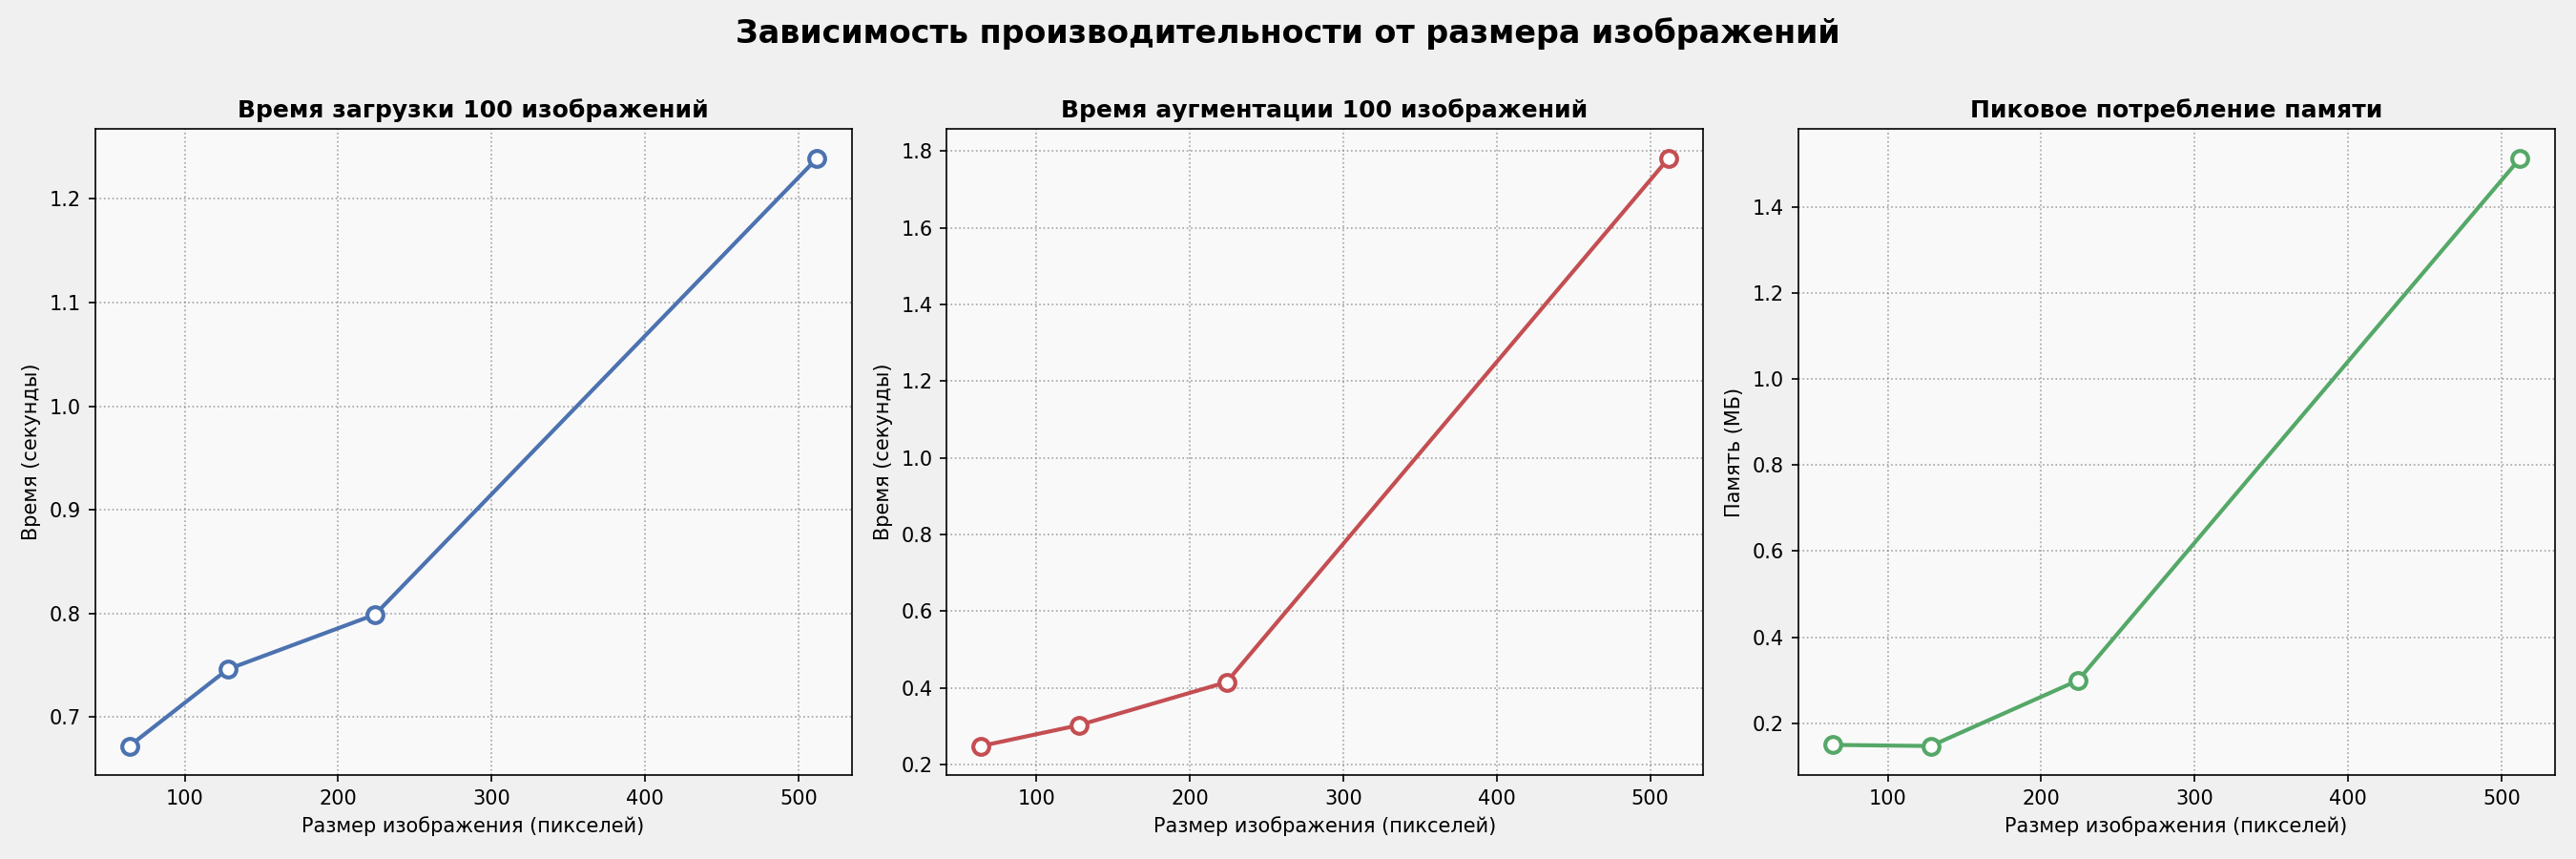 Зависимость производительности от размера изображений
Время загрузки 100 изображений
Время (секунды)
1.2
1.1
1.0
0.9
0.8
0.7
100 200 300 400 500
Размер изображения (пикселей)
Время аугментации 100 изображений
Время (секунды)
1.8
1.6
1.4
1.2
1.0
0.8
0.6
0.4
0.2
100 200 300 400 500
Размер изображения (пикселей)
Пиковое потребление памяти
Память (МБ)
1.4
1.2
1.0
0.8
0.6
0.4
0.2
100 200 300 400 500
Размер изображения (пикселей)